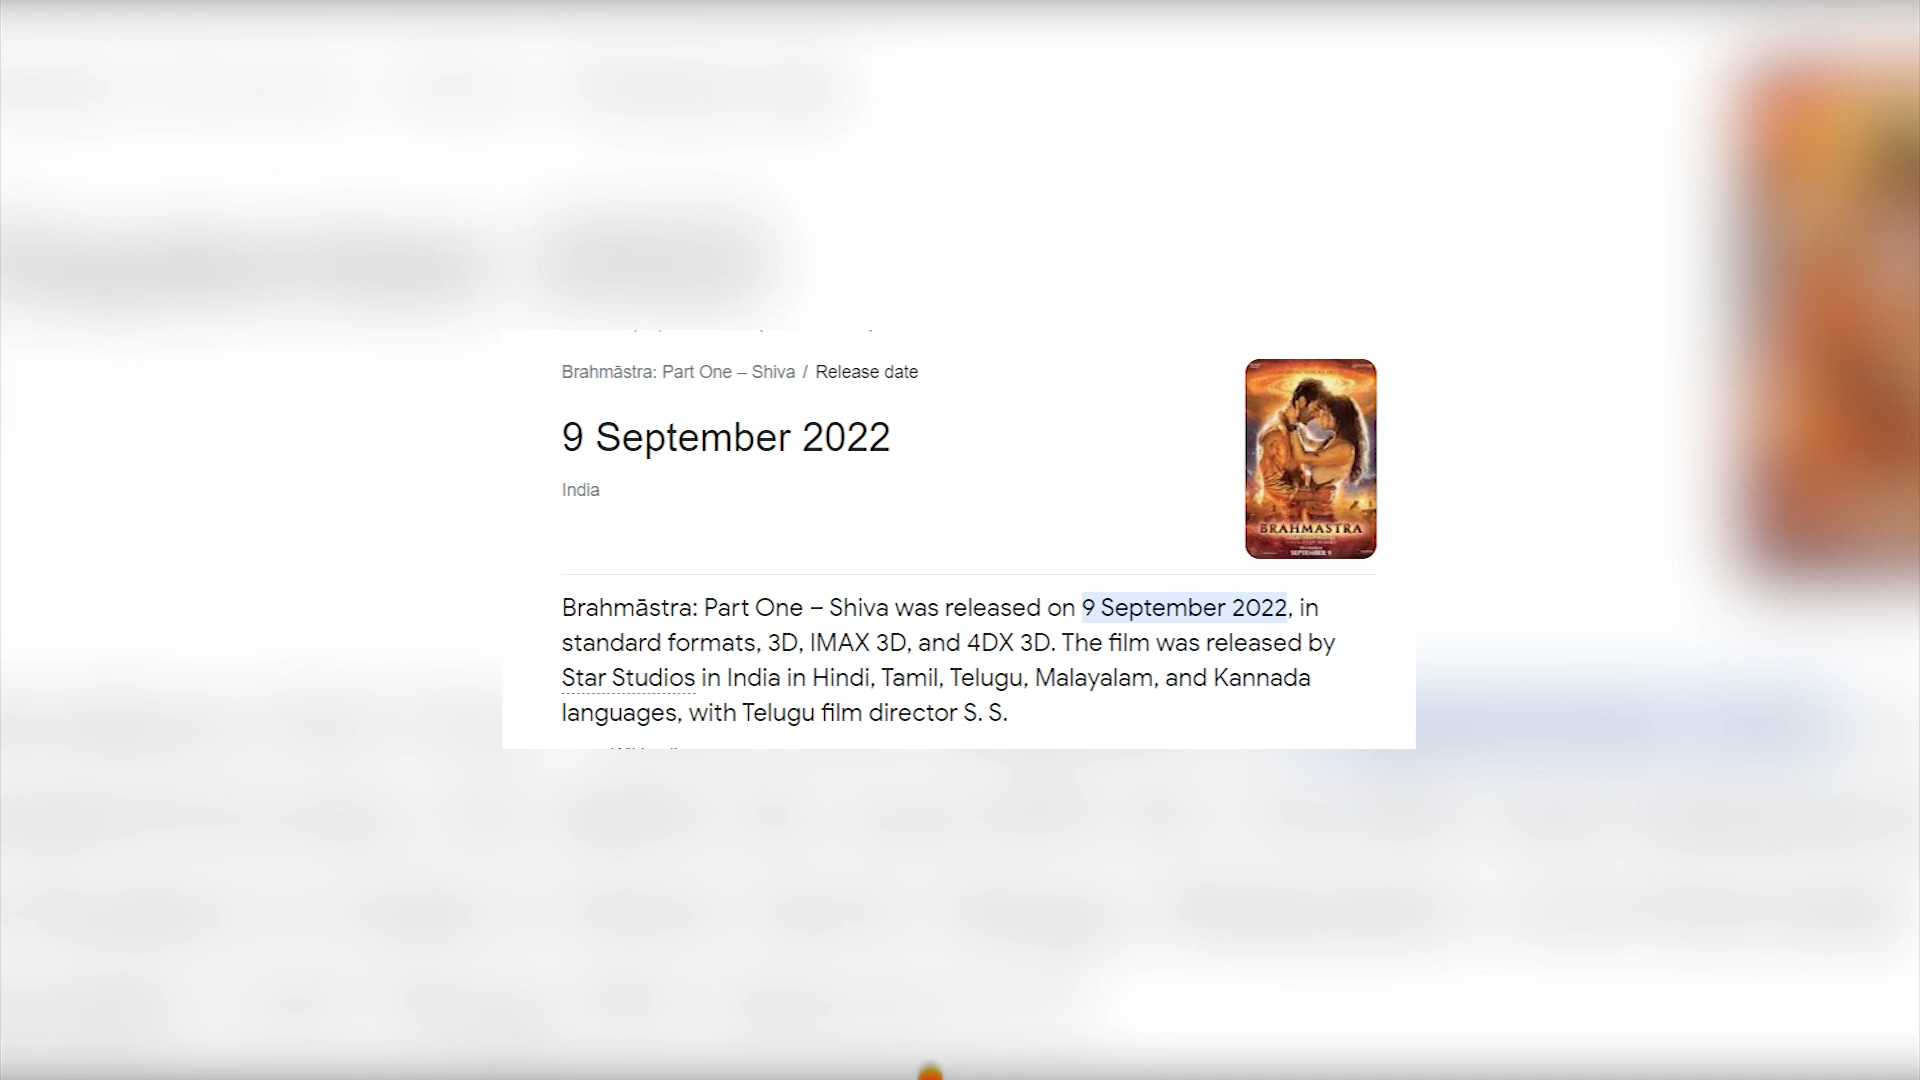 Brahmāstra: Part One – Shiva / Release date
9 September 2022
India
BRAHMASTRA
SEPTEMBER 9
Brahmāstra: Part One – Shiva was released on 9 September 2022, in
standard formats, 3D, IMAX 3D, and 4DX 3D. The film was released by
Star Studios in India in Hindi, Tamil, Telugu, Malayalam, and Kannada
languages, with Telugu film director S. S.